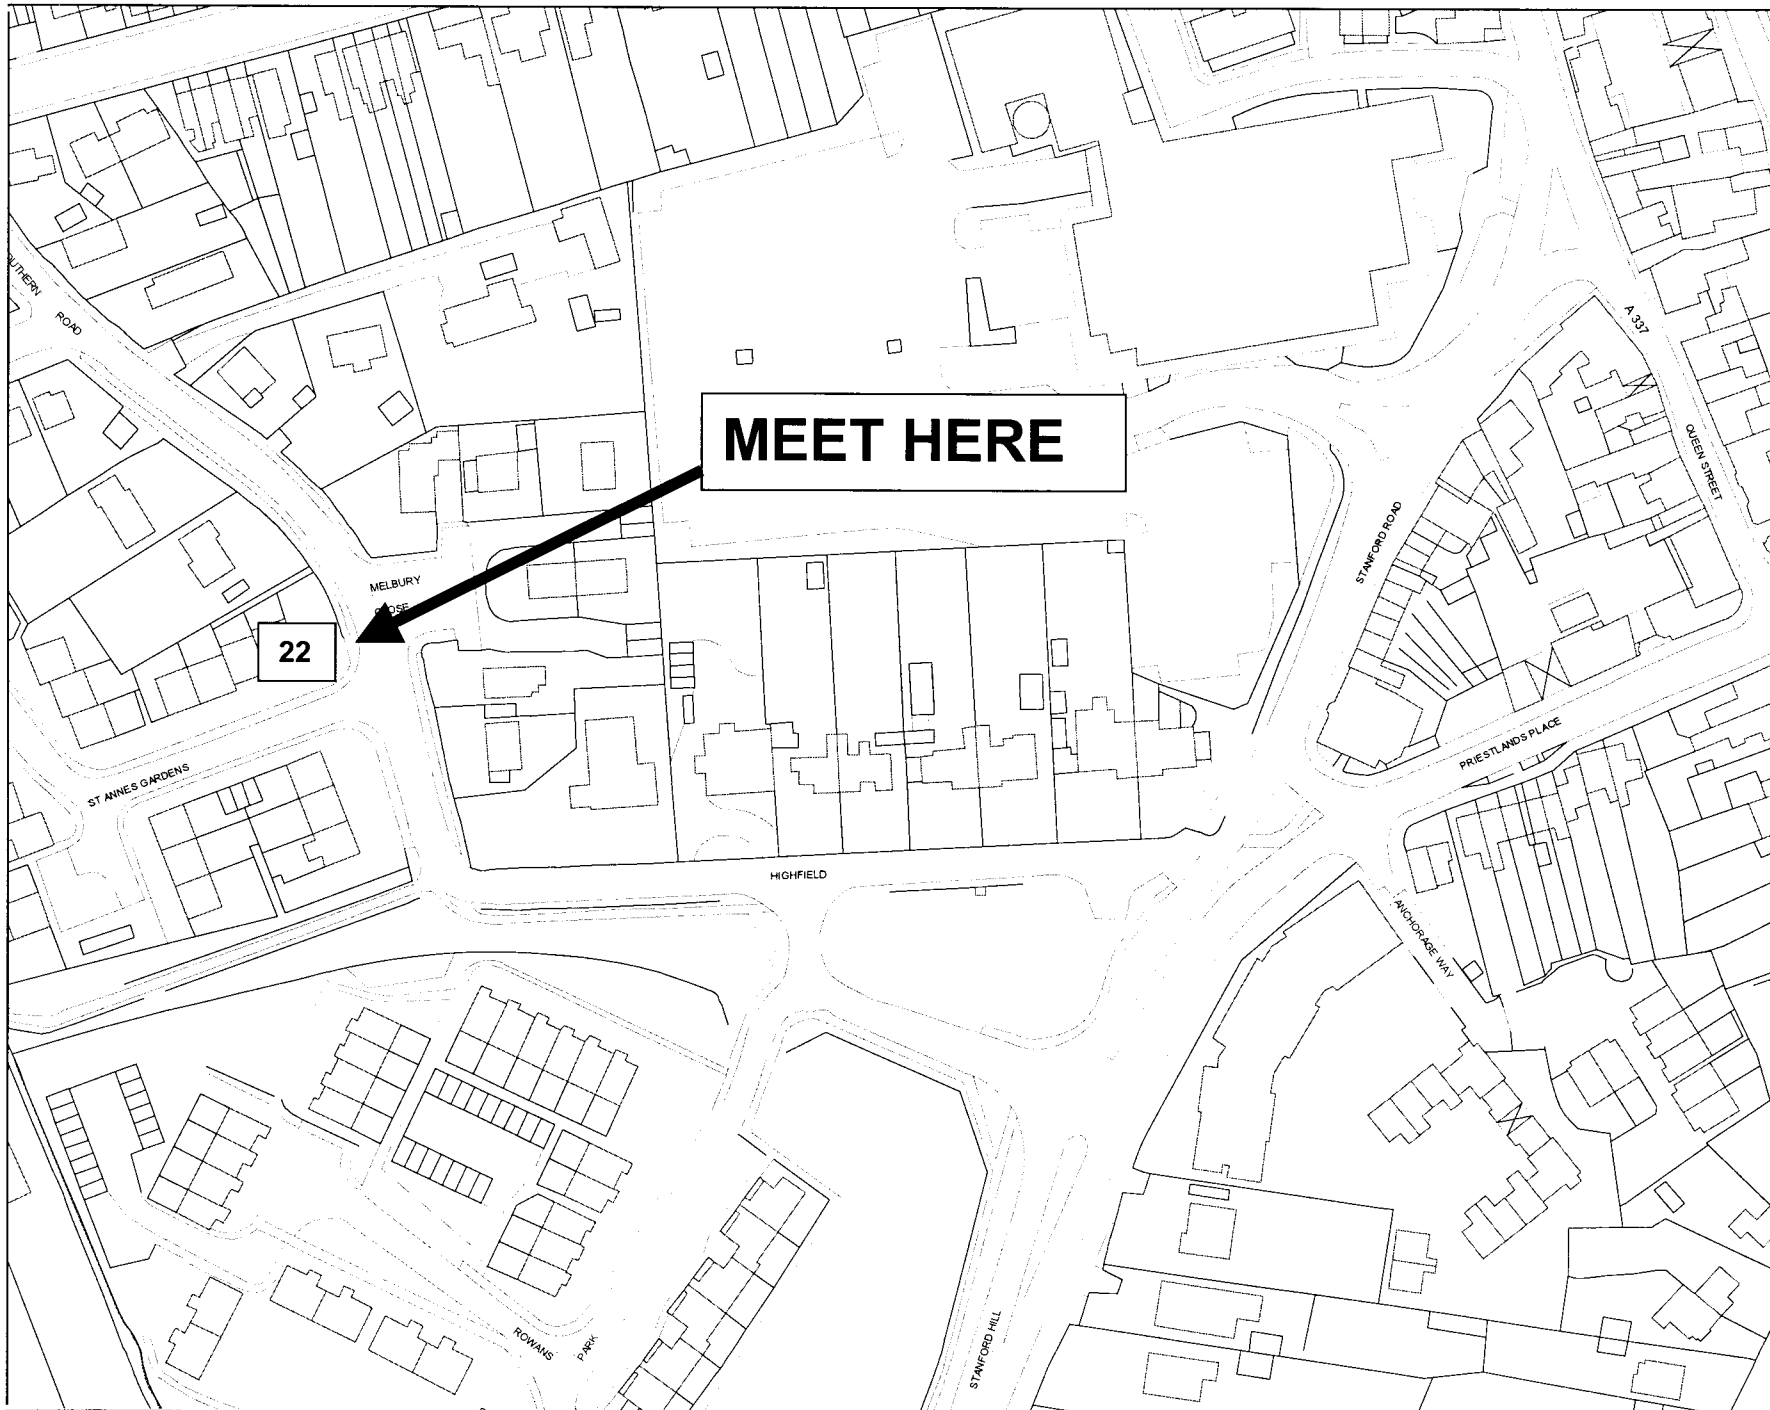 OUTHERN
ROAD
A 337
MEET HERE
QUEEN STREET
STANFORD ROAD
MELBURY
CLOSE
22
PRIESTLANDS PLACE
ST ANNES GARDENS
HIGHFIELD
ANCHORAGE WAY
ROWANS
PARK
STANFORD HILL